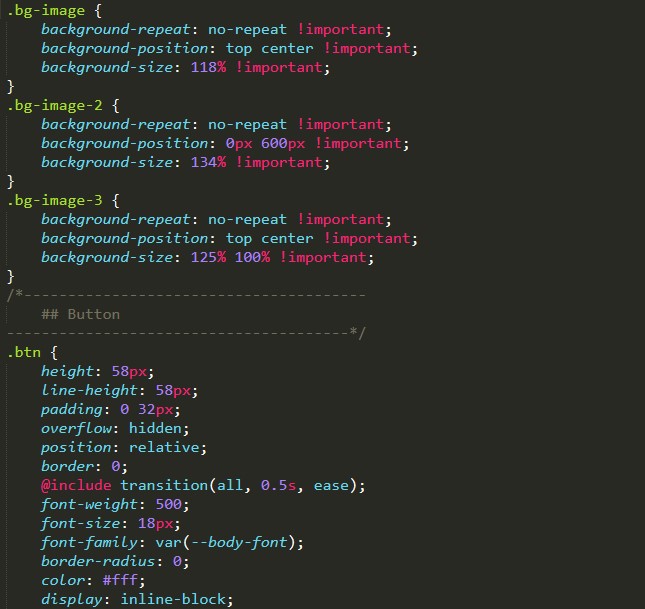 .bg-image {
    background-repeat: no-repeat !important;
    background-position: top center !important;
    background-size: 118% !important;
}
.bg-image-2 {
    background-repeat: no-repeat !important;
    background-position: 0px 600px !important;
    background-size: 134% !important;
}
.bg-image-3 {
    background-repeat: no-repeat !important;
    background-position: top center !important;
    background-size: 125% 100% !important;
}
/*---------------------------------------
    ## Button
---------------------------------------*/
.btn {
    height: 58px;
    line-height: 58px;
    padding: 0 32px;
    overflow: hidden;
    position: relative;
    border: 0;
    @include transition(all, 0.5s, ease);
    font-weight: 500;
    font-size: 18px;
    font-family: var(--body-font);
    border-radius: 0;
    color: #fff;
    display: inline-block;